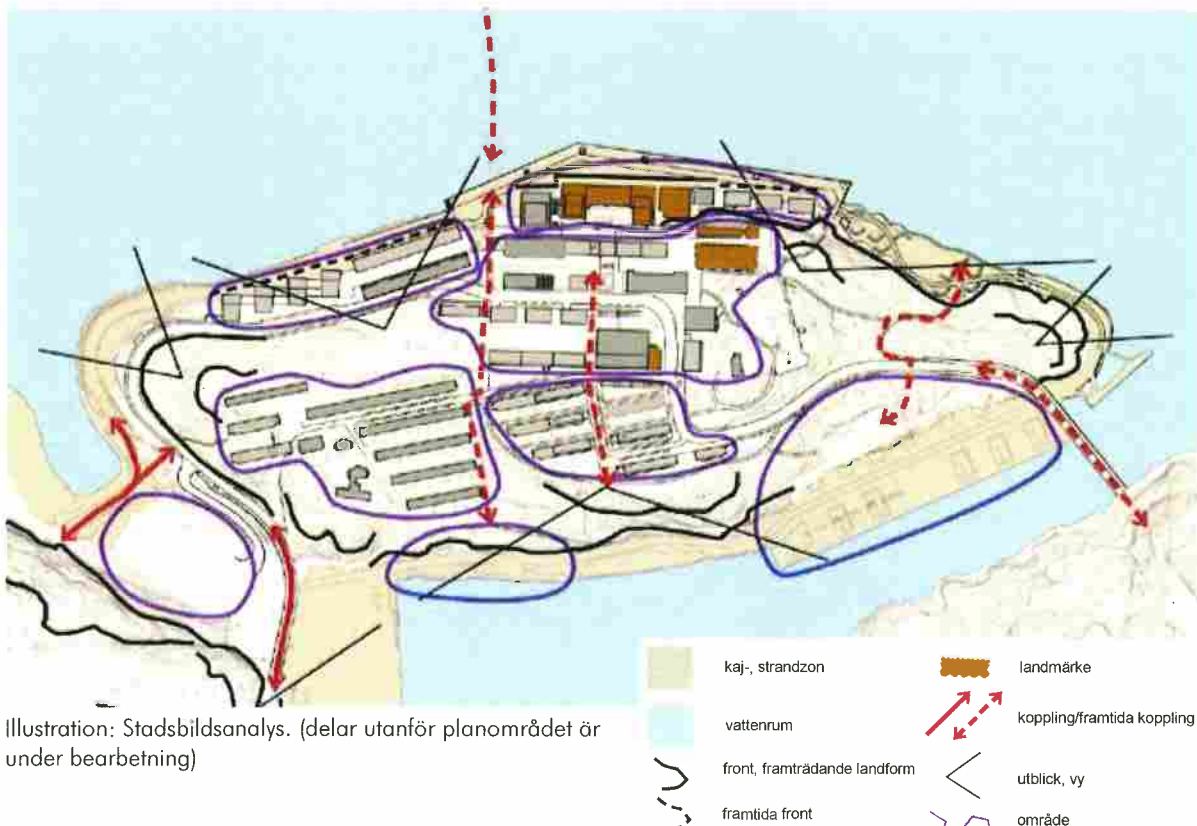 kaj-, strandzon
landmärke
vattenrum
koppling/framtida koppling
front, framträdande landform
utblick, vy
framtida front
område
Illustration: Stadsbildsanalys. (delar utanför planområdet är
under bearbetning)